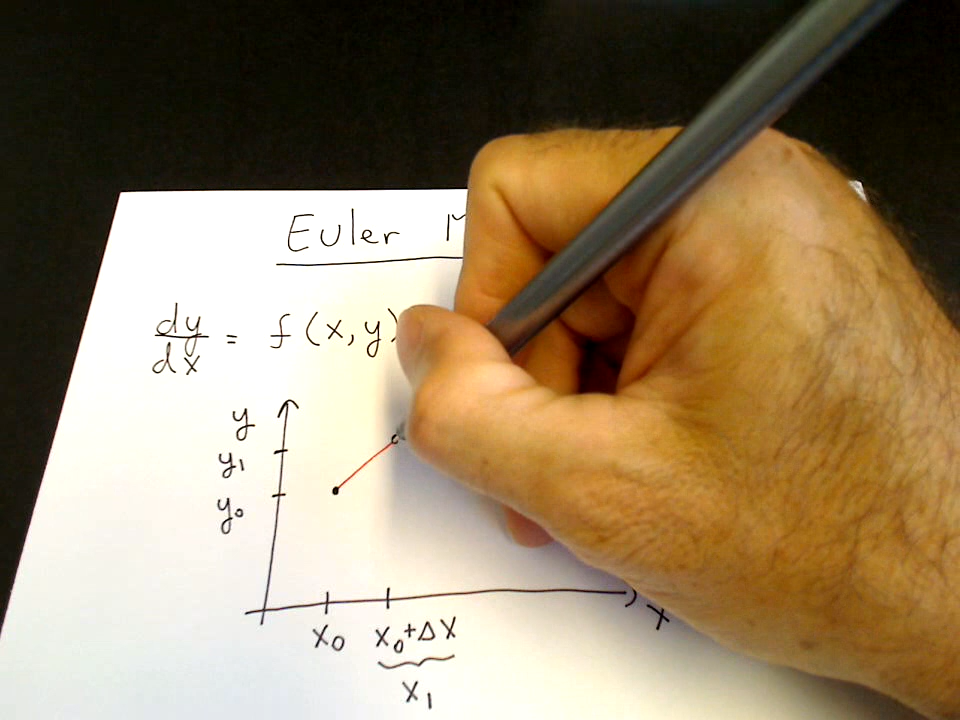 Euler M
dy/dx = f(x,y)
y
y₁
y₀
x
x₀ x₀+Δx
x₁